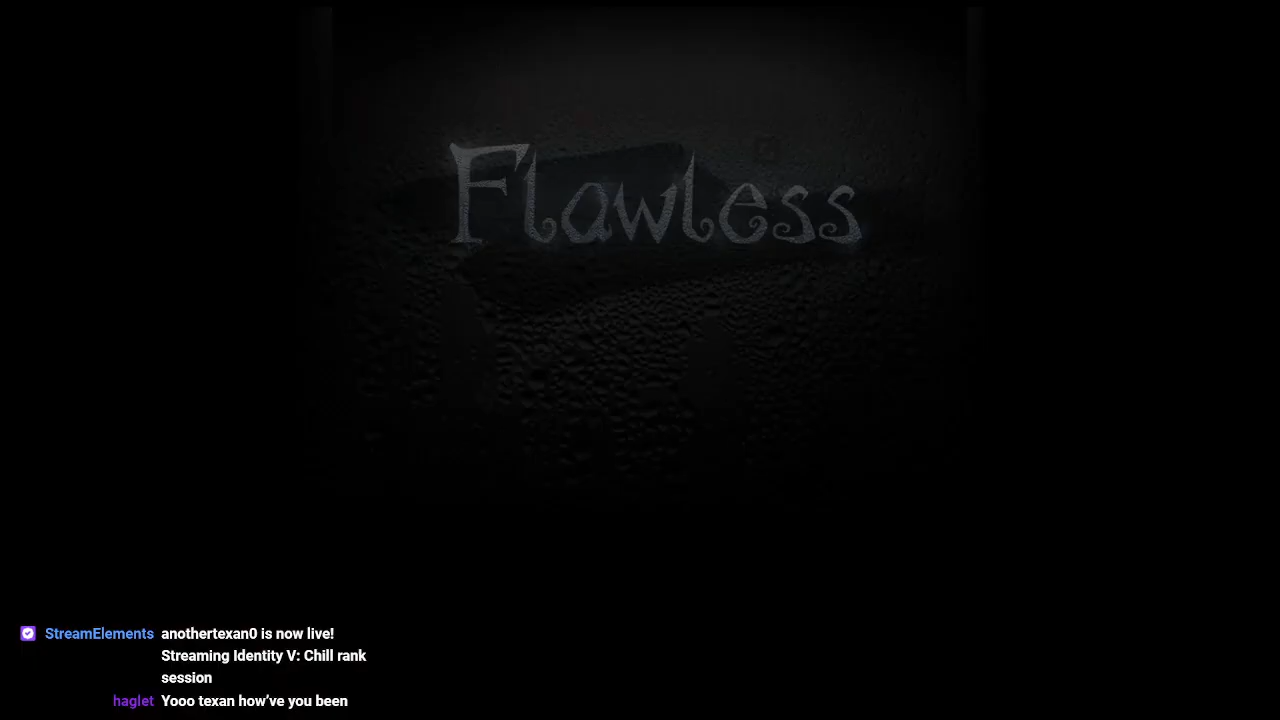 Flawless
StreamElements anothertexan0 is now live!
Streaming Identity V: Chill rank
session
haglet Yooo texan how've you been